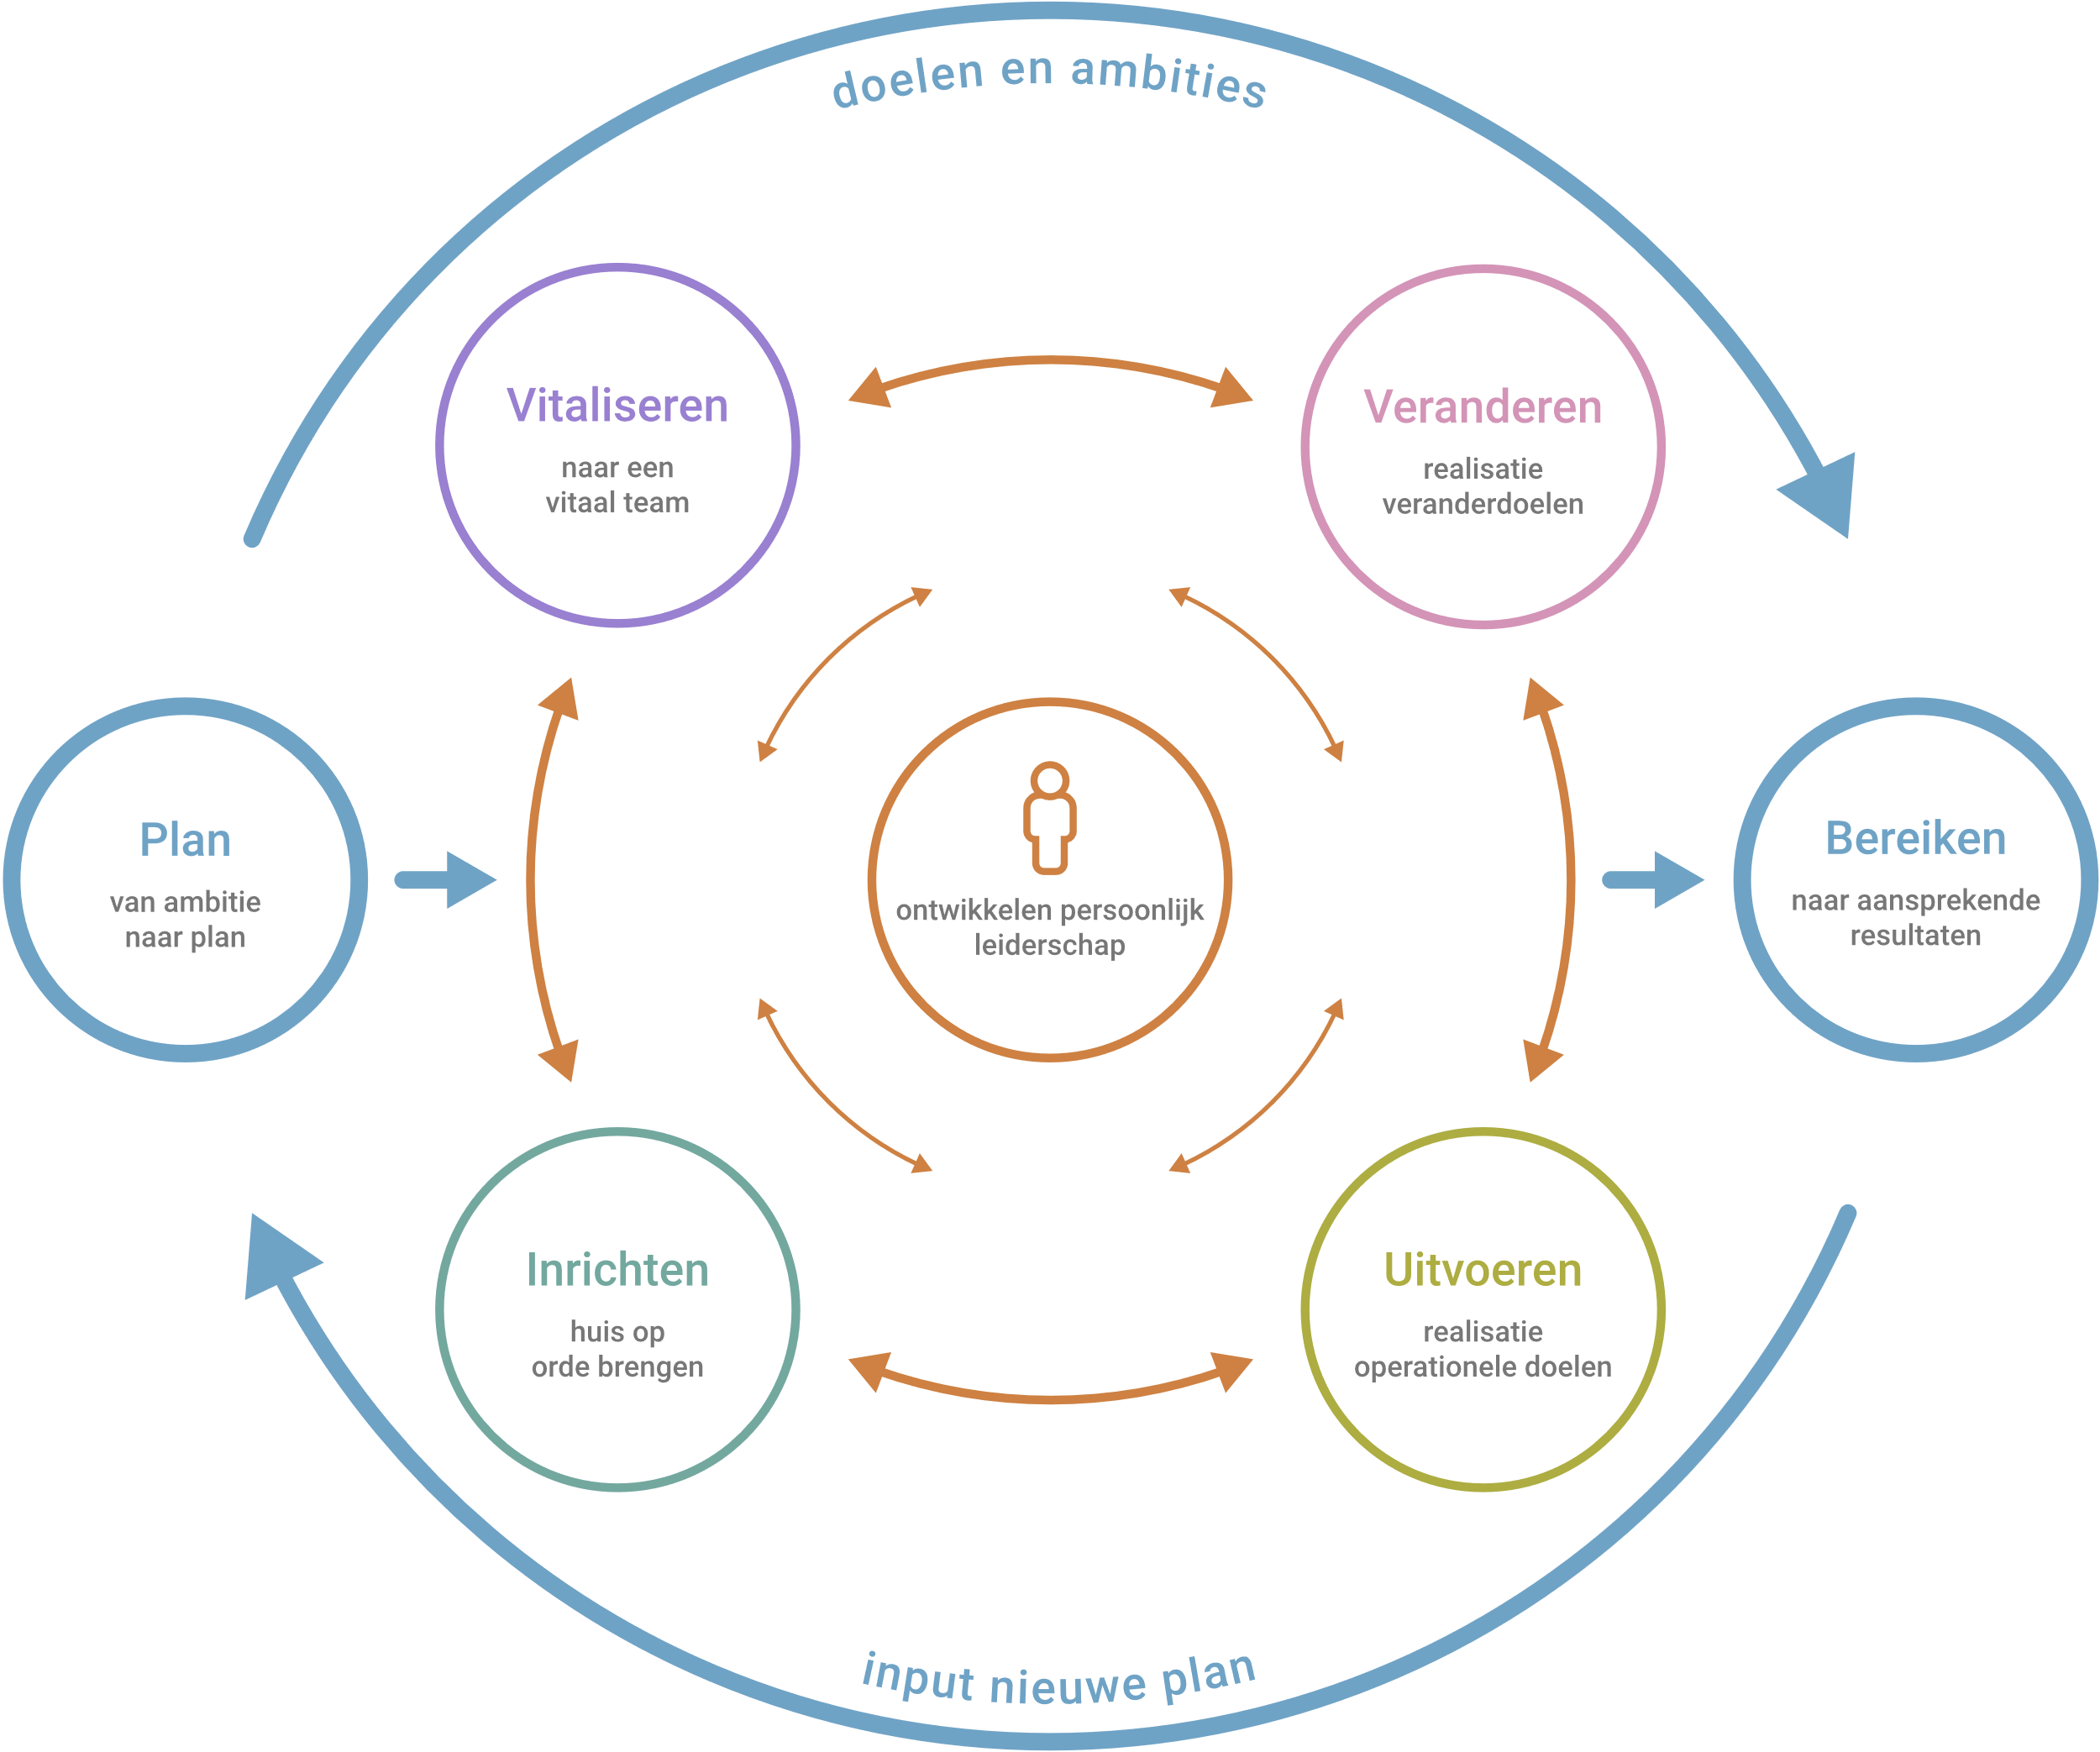 doelen en ambities
Vitaliseren
naar een
vitaal team
Veranderen
realisatie
veranderdoelen
Plan
van ambitie
naar plan
ontwikkelen persoonlijk
leiderschap
Bereiken
naar aansprekende
resultaten
Inrichten
huis op
orde brengen
Uitvoeren
realisatie
operationele doelen
input nieuwe plan